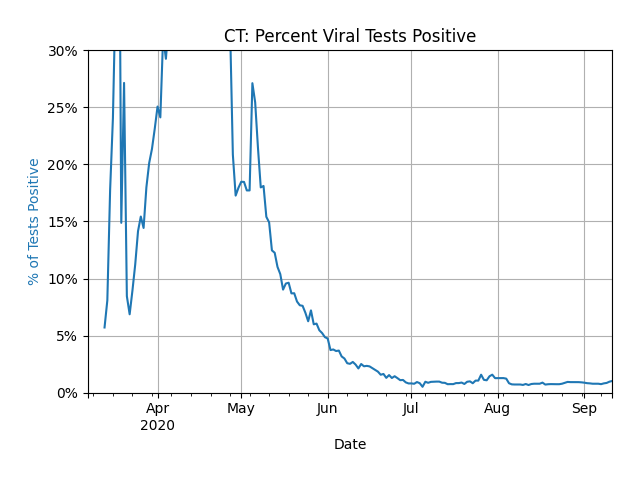 CT: Percent Viral Tests Positive
30%
25%
20%
15%
10%
5%
0%
% of Tests Positive
Apr
2020
May
Jun
Jul
Aug
Sep
Date